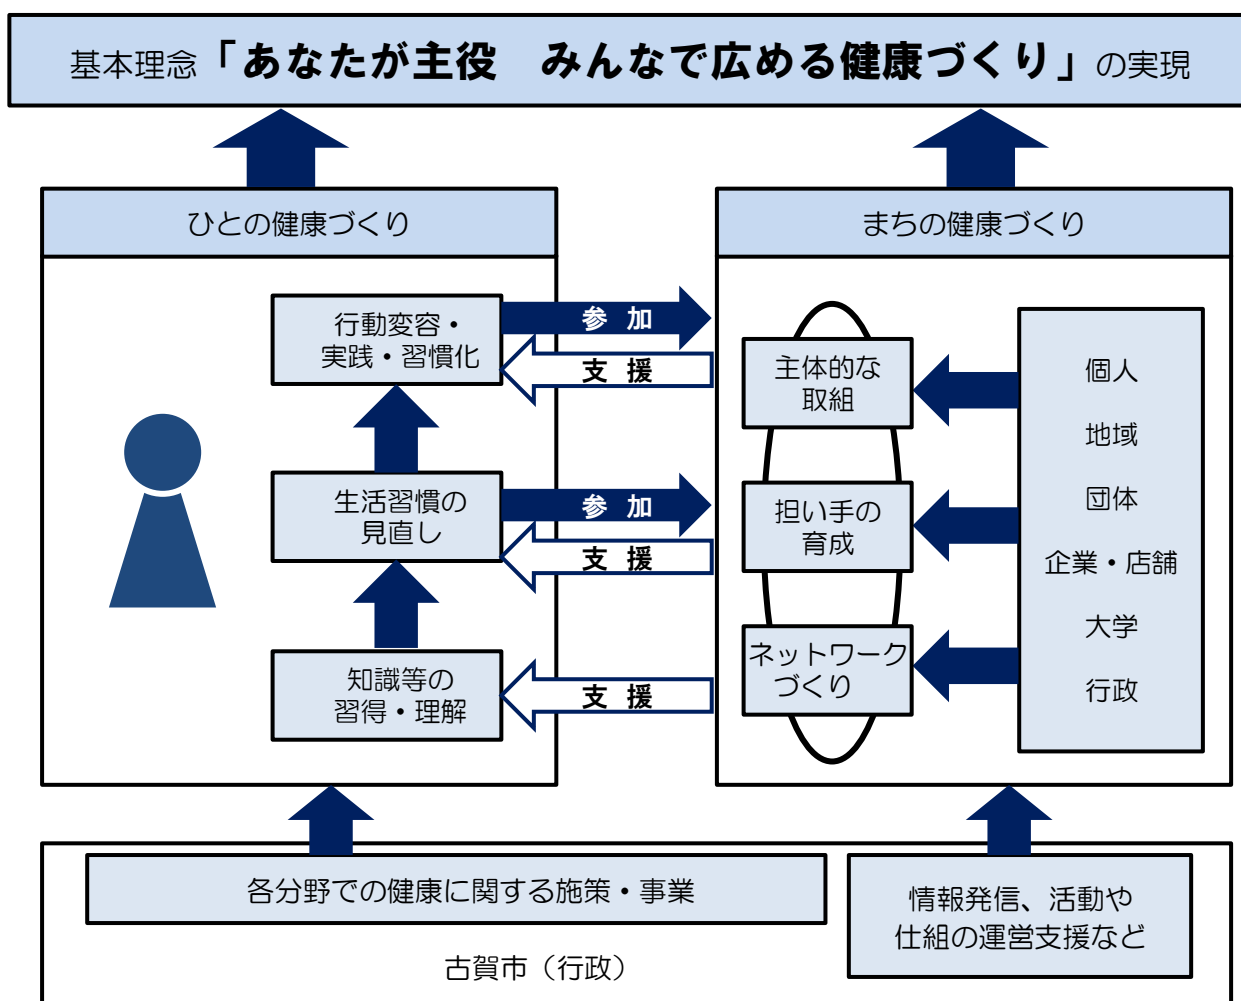 基本理念「あなたが主役　みんなで広める健康づくり」の実現
ひとの健康づくり
行動変容・
実践・習慣化
生活習慣の
見直し
知識等の
習得・理解
参 加
支 援
参 加
支 援
支 援
まちの健康づくり
主体的な
取組
担い手の
育成
ネットワーク
づくり
個人
地域
団体
企業・店舗
大学
行政
各分野での健康に関する施策・事業
情報発信、活動や
仕組の運営支援など
古賀市（行政）